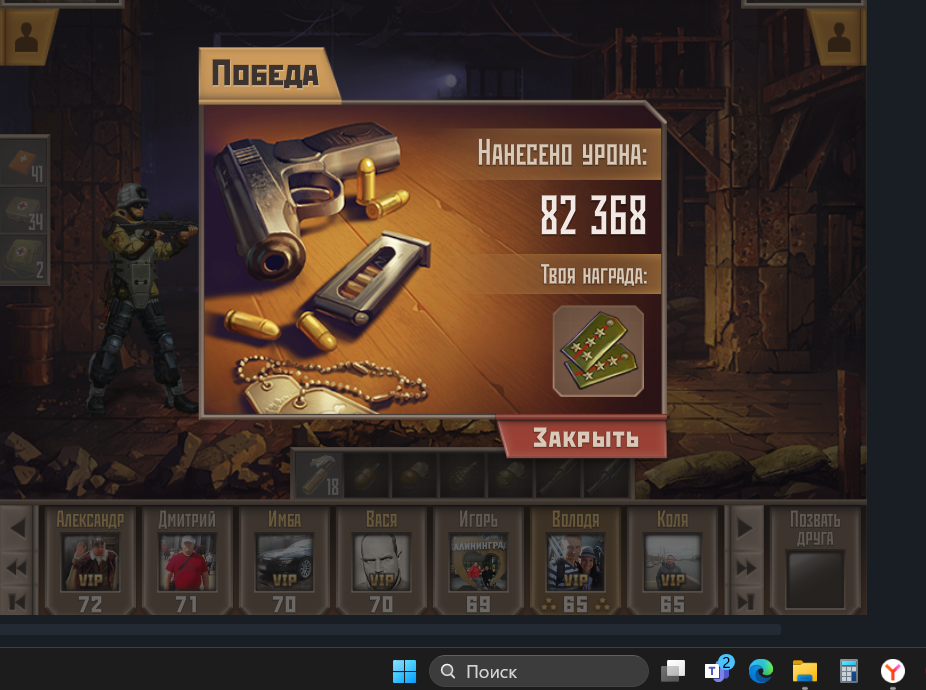 Победа
Нанесено урона:
82 368
Твоя награда:
41
34
2
Закрыть
18
Александр
Дмитрий
Имба
Вася
Игорь
Володя
Коля
Позвать
друга
VIP
VIP
VIP
КАЛИНИНГРАД
VIP
VIP
72
71
70
70
69
65
65
Поиск
2